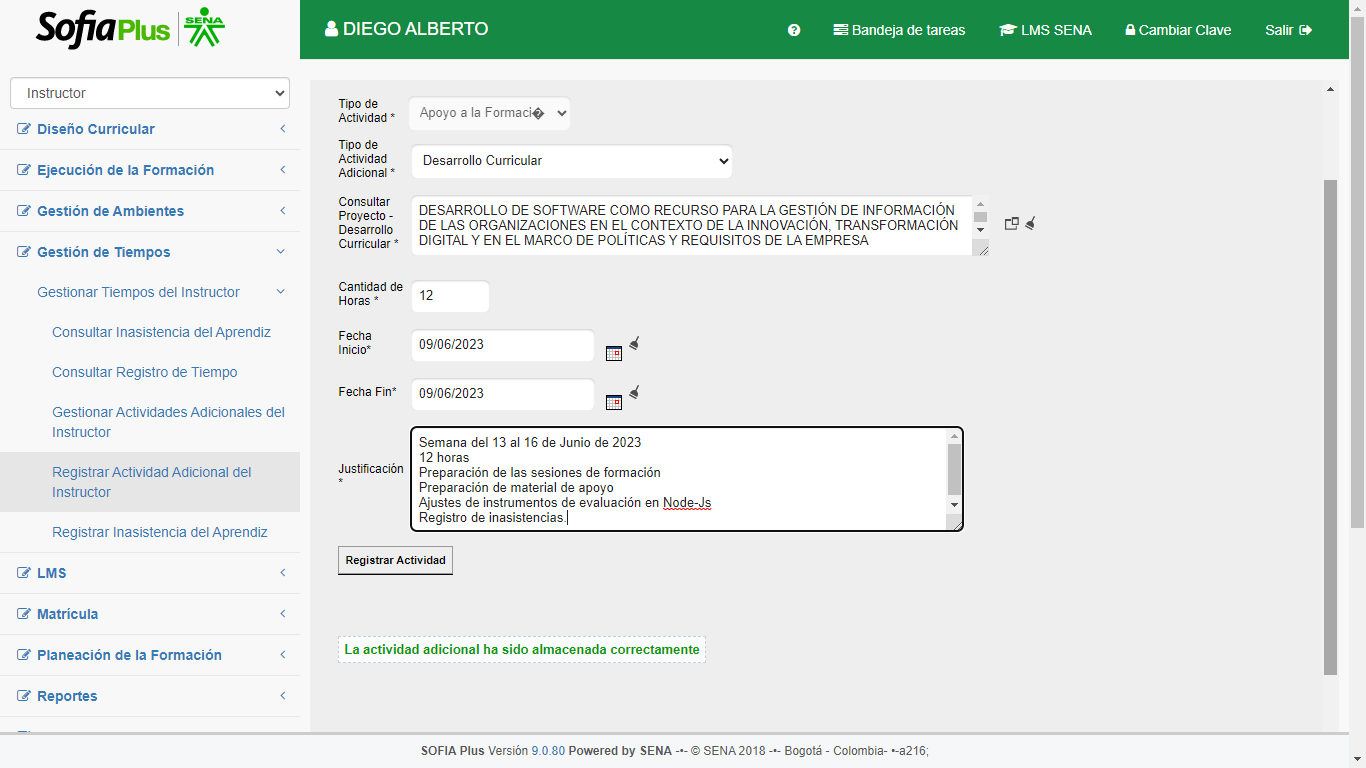 Sofia Plus SENA
DIEGO ALBERTO
Bandeja de tareas
LMS SENA
Cambiar Clave
Salir
Instructor
Diseño Curricular
Ejecución de la Formación
Gestión de Ambientes
Gestión de Tiempos
Gestionar Tiempos del Instructor
Consultar Inasistencia del Aprendiz
Consultar Registro de Tiempo
Gestionar Actividades Adicionales del
Instructor
Registrar Actividad Adicional del
Instructor
Registrar Inasistencia del Aprendiz
LMS
Matrícula
Planeación de la Formación
Reportes
Tipo de
Actividad *
Apoyo a la Formaci�
Tipo de
Actividad
Adicional *
Desarrollo Curricular
Consultar
Proyecto -
Desarrollo
Curricular *
DESARROLLO DE SOFTWARE COMO RECURSO PARA LA GESTIÓN DE INFORMACIÓN
DE LAS ORGANIZACIONES EN EL CONTEXTO DE LA INNOVACIÓN, TRANSFORMACIÓN
DIGITAL Y EN EL MARCO DE POLÍTICAS Y REQUISITOS DE LA EMPRESA
Cantidad de
Horas *
12
Fecha
Inicio*
09/06/2023
Fecha Fin*
09/06/2023
Justificación
*
Semana del 13 al 16 de Junio de 2023
12 horas
Preparación de las sesiones de formación
Preparación de material de apoyo
Ajustes de instrumentos de evaluación en Node-Js
Registro de inasistencias.
Registrar Actividad
La actividad adicional ha sido almacenada correctamente
SOFIA Plus Versión 9.0.80 Powered by SENA -•- © SENA 2018 -•- Bogotá - Colombia- •-a216;